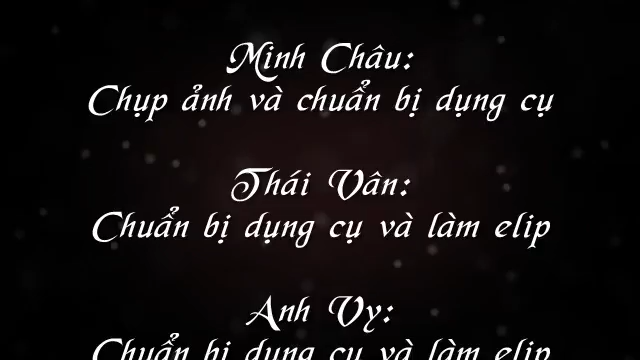 Minh Châu:
Chụp ảnh và chuẩn bị dụng cụ
Thái Vân:
Chuẩn bị dụng cụ và làm elip
Anh Vy:
Chuẩn bị dụng cụ và làm elip